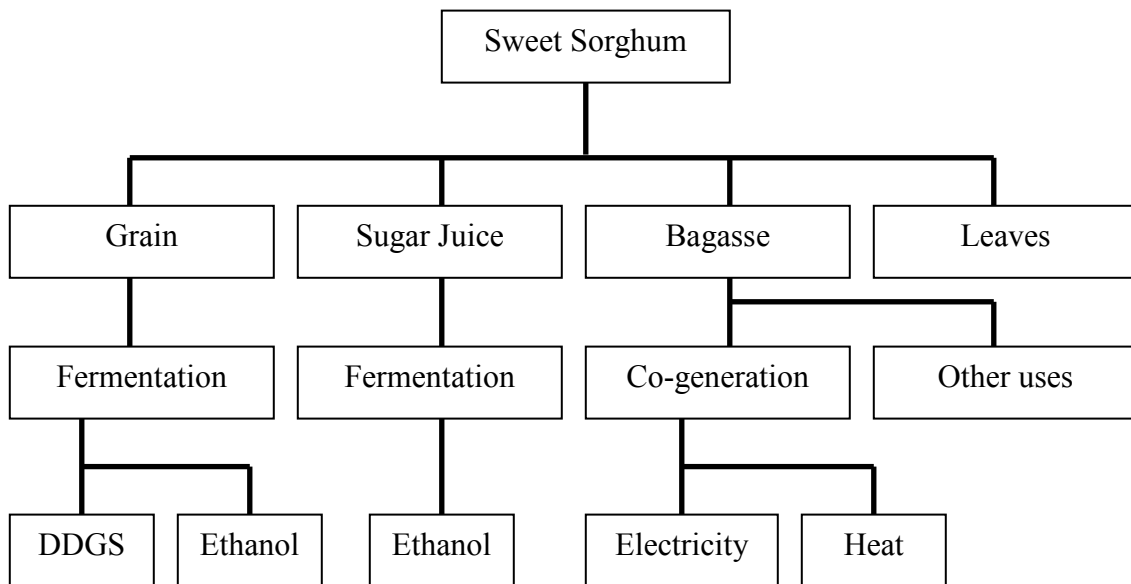 Sweet Sorghum
Grain
Sugar Juice
Bagasse
Leaves
Fermentation
Fermentation
Co-generation
Other uses
DDGS
Ethanol
Ethanol
Electricity
Heat